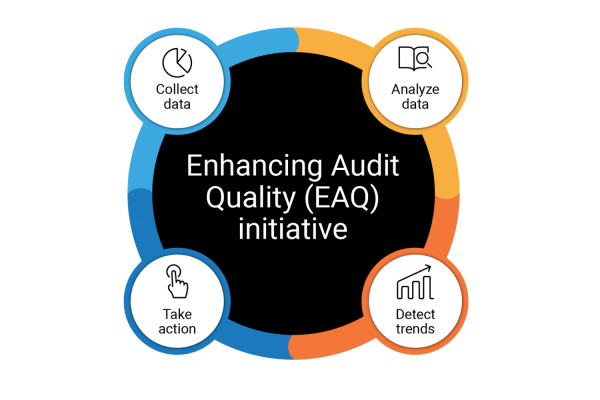 Collect
data
Analyze
data
Enhancing Audit
Quality (EAQ)
initiative
Take
action
Detect
trends